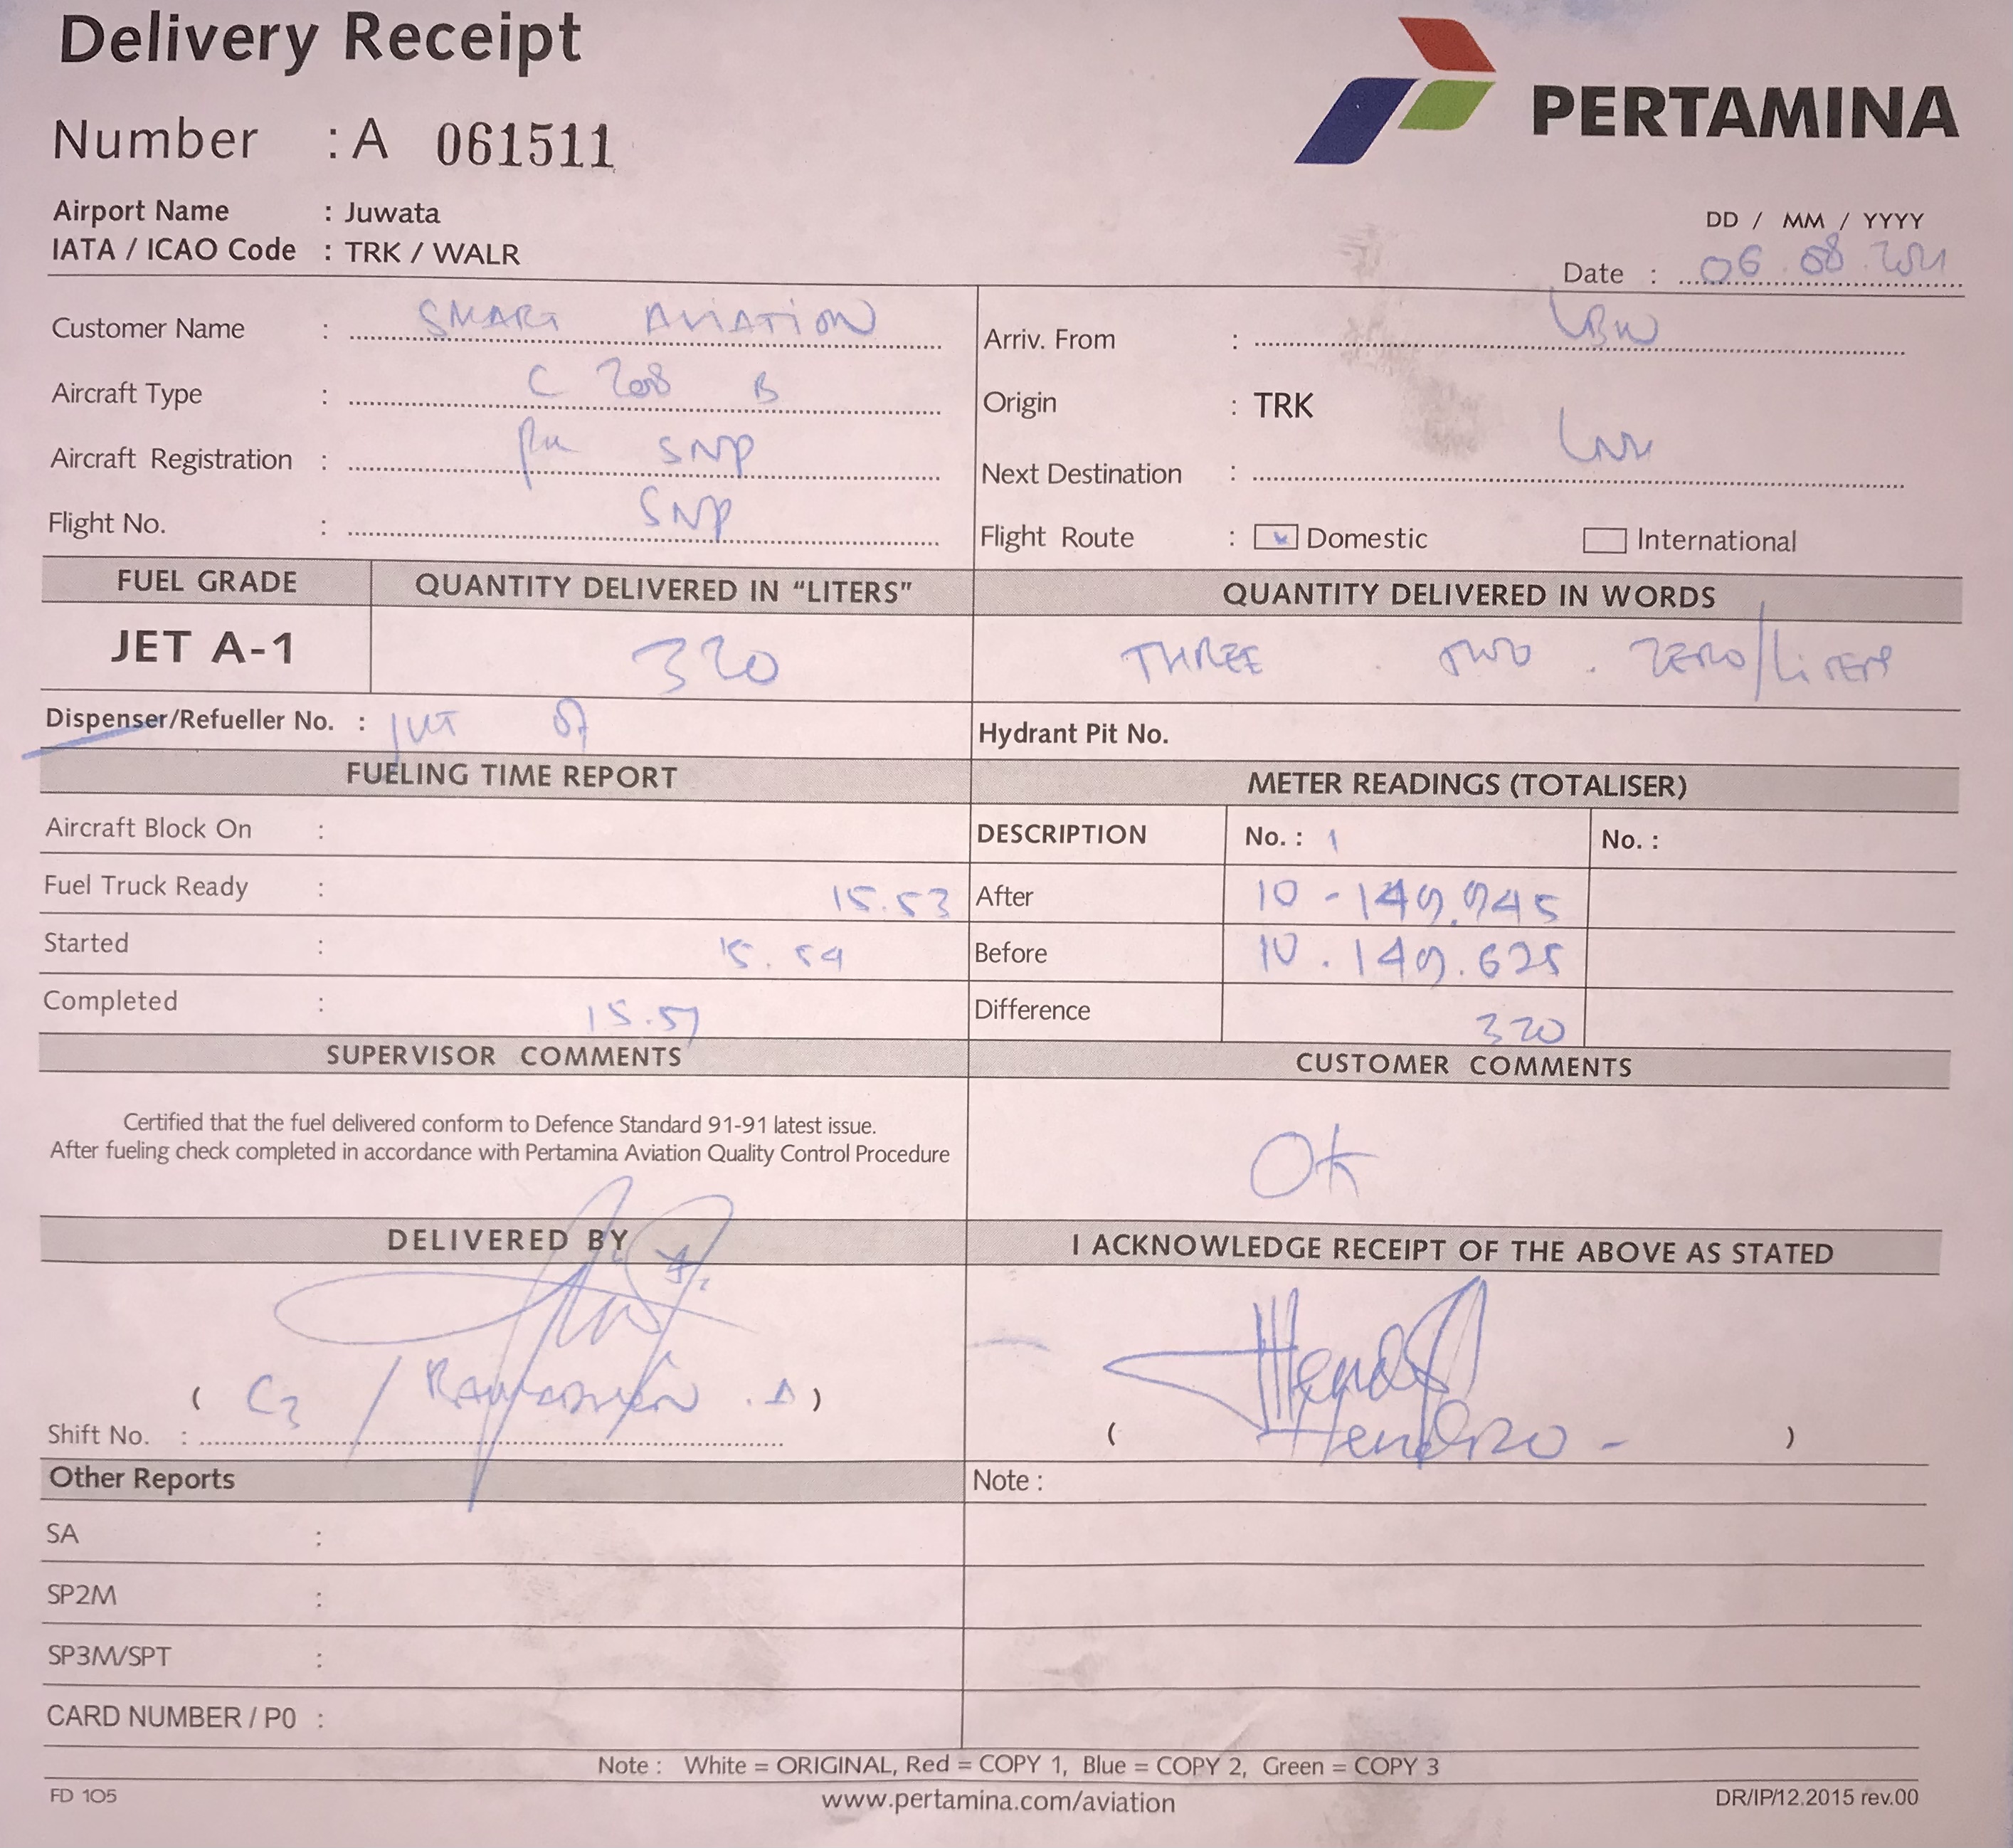 Delivery Receipt
PERTAMINA
Number : A 061511
Airport Name : Juwata
IATA / ICAO Code : TRK / WALR
DD / MM / YYYY
Date : 06.08.2021
Customer Name : SMART AVIATION
Arriv. From : LBW
Aircraft Type : C 208 B
Origin : TRK
Aircraft Registration : PK SNP
Next Destination :
Flight No. : SNP
Flight Route : Domestic International
FUEL GRADE QUANTITY DELIVERED IN "LITERS" QUANTITY DELIVERED IN WORDS
JET A-1 320 THREE . TWO . ZERO/LiTERS
Dispenser/Refueller No. :
Hydrant Pit No.
FUELING TIME REPORT METER READINGS (TOTALISER)
Aircraft Block On :
DESCRIPTION No. : 1 No. :
Fuel Truck Ready : 15.53
After 10-149.945
Started : 15.54
Before 10.149.625
Completed : 15.57
Difference 320
SUPERVISOR COMMENTS CUSTOMER COMMENTS
Certified that the fuel delivered conform to Defence Standard 91-91 latest issue.
After fueling check completed in accordance with Pertamina Aviation Quality Control Procedure
OK
DELIVERED BY I ACKNOWLEDGE RECEIPT OF THE ABOVE AS STATED
( C3 / )
Shift No. :
( Hendro - )
Other Reports Note :
SA :
SP2M :
SP3M/SPT :
CARD NUMBER / P0 :
Note : White = ORIGINAL, Red = COPY 1, Blue = COPY 2, Green = COPY 3
FD 105 www.pertamina.com/aviation DR/IP/12.2015 rev.00